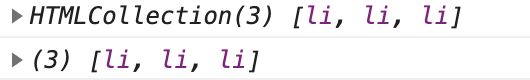 HTMLCollection(3) [li, li, li]
(3) [li, li, li]